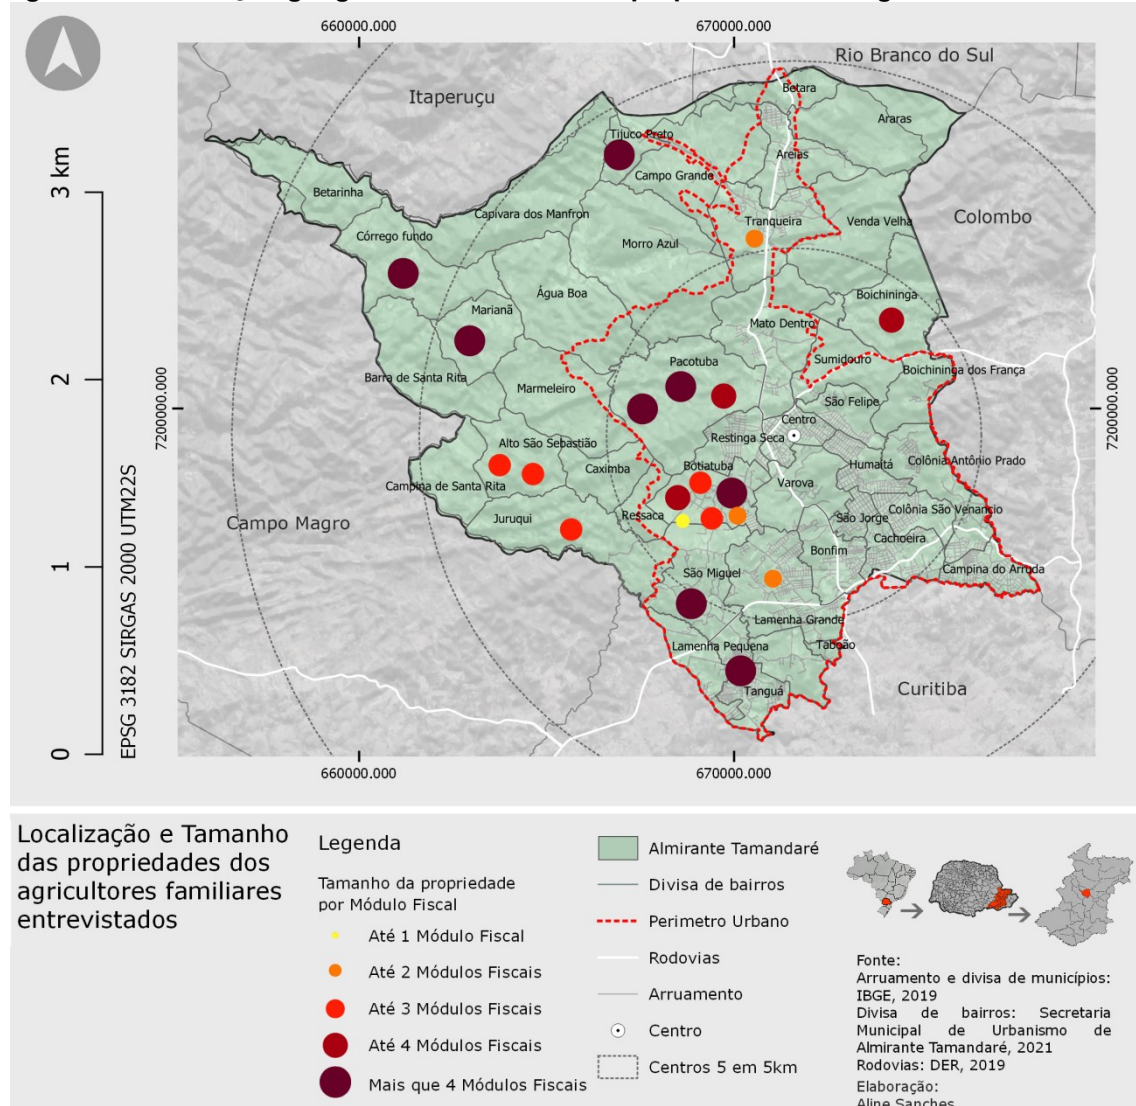 660000.000
670000.000
Rio Branco do Sul
Itaperuçu
Betara
Araras
Tijuco Preto
Areias
Campo Grande
3 km
Betarinha
Capivara dos Manfron
Tranqueira
Venda Velha
Colombo
Córrego fundo
Morro Azul
Água Boa
Boichininga
Marianã
Mato Dentro
Sumidouro
Pacotuba
Boichininga dos França
2
Barra de Santa Rita
Marmeleiro
7200000.000
7200000.000
São Felipe
Centro
Restinga Seca
Alto São Sebastião
Botiatuba
Humaitá
Colônia Antônio Prado
Caximba
Campina de Santa Rita
Varova
Juruqui
Ressaca
Colônia São Venancio
São Jorge
Campo Magro
Cachoeira
Bonfim
1
São Miguel
Campina do Arruda
Lamenha Grande
Lamenha Pequena
Taboão
Tanguá
Curitiba
0
EPSG 3182 SIRGAS 2000 UTM22S
660000.000
670000.000
Localização e Tamanho
das propriedades dos
agricultores familiares
entrevistados
Legenda
Tamanho da propriedade
por Módulo Fiscal
Até 1 Módulo Fiscal
Até 2 Módulos Fiscais
Até 3 Módulos Fiscais
Até 4 Módulos Fiscais
Mais que 4 Módulos Fiscais
Almirante Tamandaré
Divisa de bairros
Perimetro Urbano
Rodovias
Arruamento
Centro
Centros 5 em 5km
Fonte:
Arruamento e divisa de municípios:
IBGE, 2019
Divisa de bairros: Secretaria
Municipal de Urbanismo de
Almirante Tamandaré, 2021
Rodovias: DER, 2019
Elaboração:
Aline Sanches